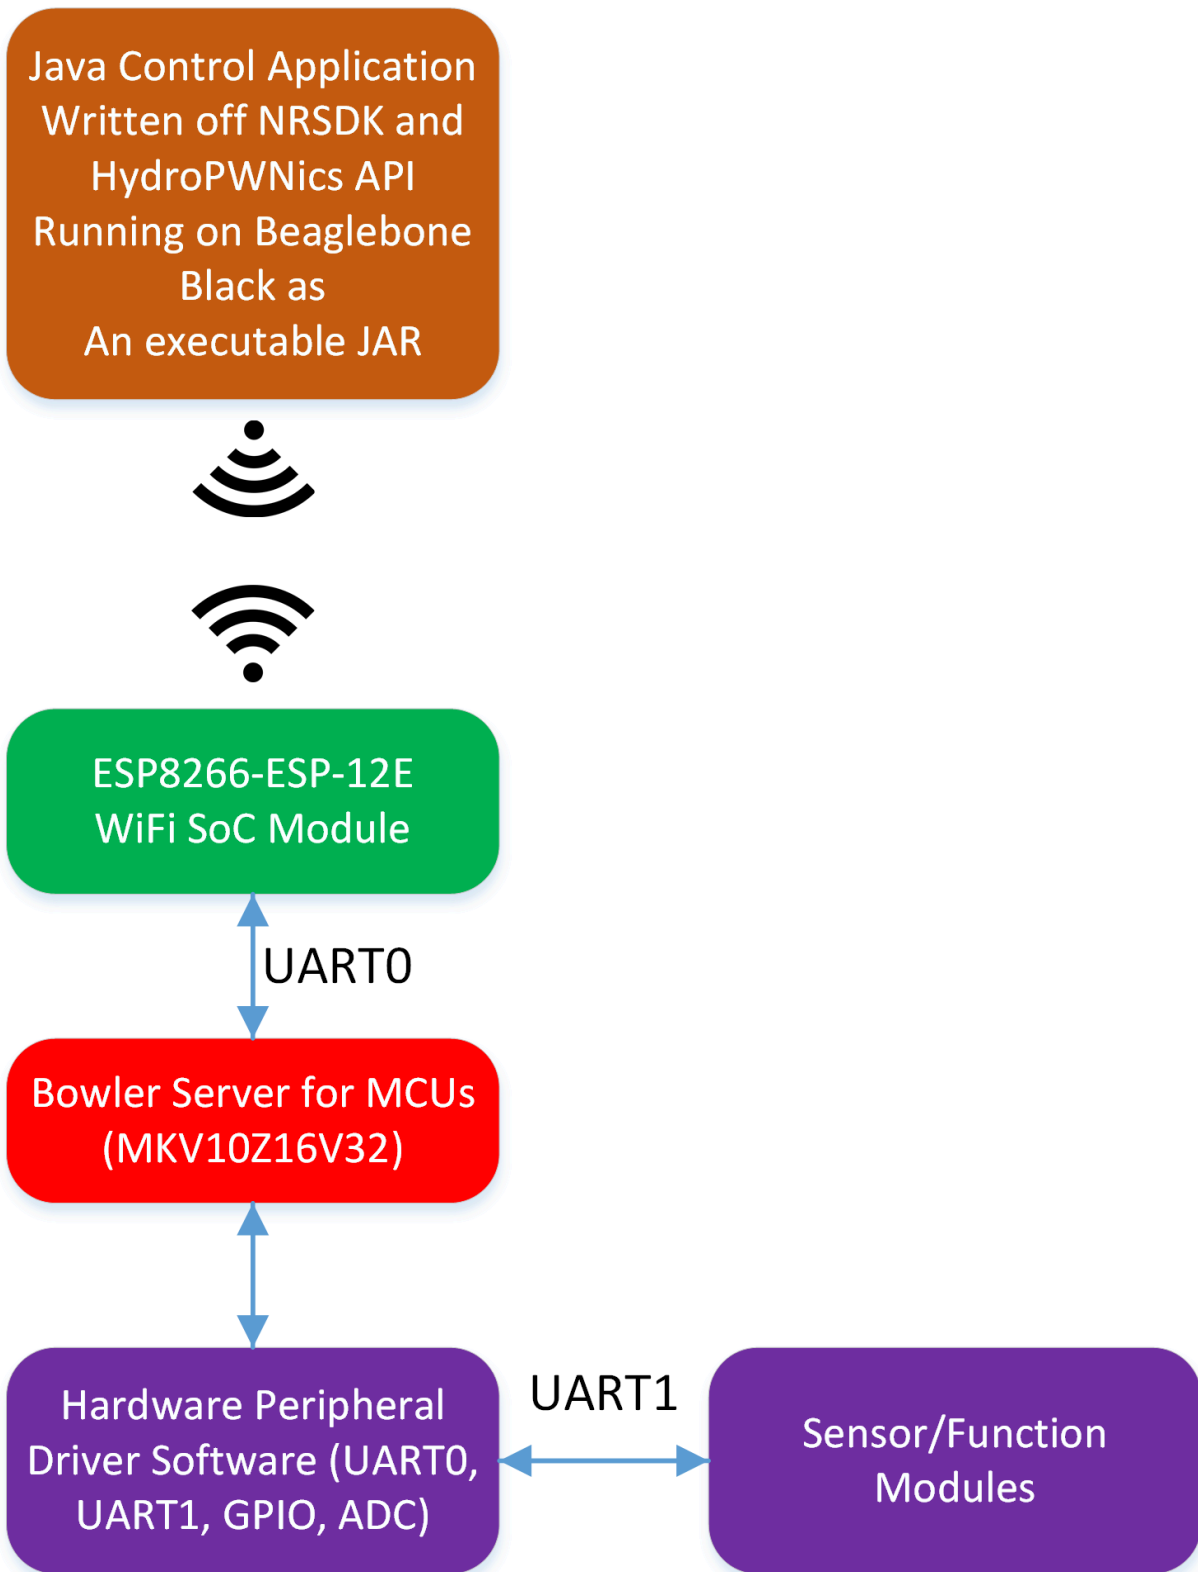 Java Control Application
Written off NRSDK and
HydroPWNics API
Running on Beaglebone
Black as
An executable JAR
ESP8266-ESP-12E
WiFi SoC Module
UART0
Bowler Server for MCUs
(MKV10Z16V32)
Hardware Peripheral
Driver Software (UART0,
UART1, GPIO, ADC)
UART1
Sensor/Function
Modules